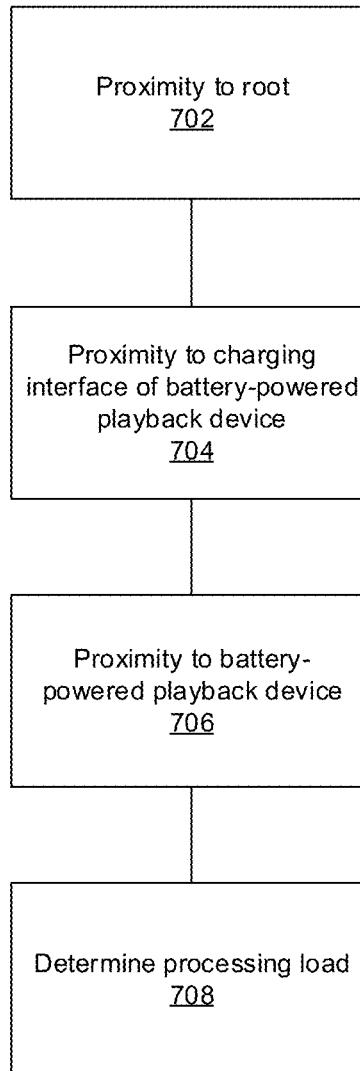 Proximity to root
702
Proximity to charging
interface of battery-powered
playback device
704
Proximity to battery-
powered playback device
706
Determine processing load
708